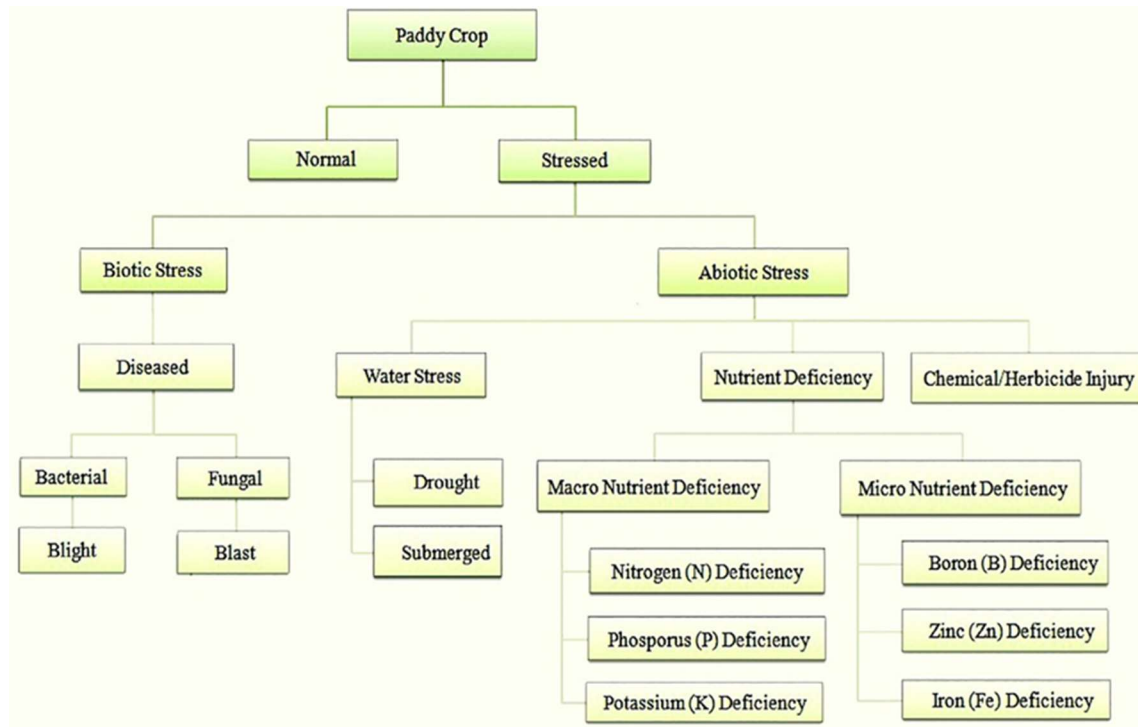 Paddy Crop
Normal
Stressed
Biotic Stress
Abiotic Stress
Diseased
Water Stress
Nutrient Deficiency
Chemical/Herbicide Injury
Bacterial
Fungal
Drought
Macro Nutrient Deficiency
Micro Nutrient Deficiency
Blight
Blast
Submerged
Nitrogen (N) Deficiency
Boron (B) Deficiency
Phosporus (P) Deficiency
Zinc (Zn) Deficiency
Potassium (K) Deficiency
Iron (Fe) Deficiency